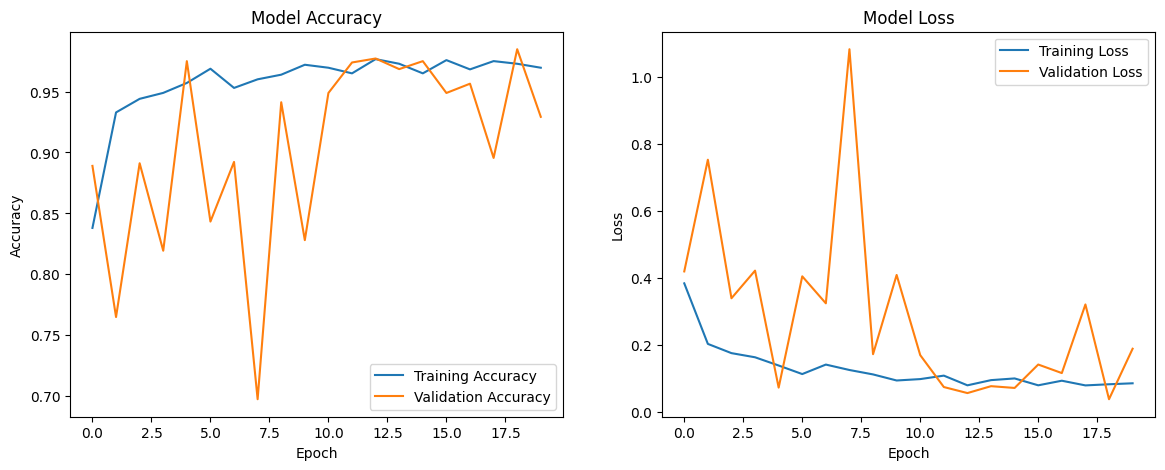 Model Accuracy
Accuracy
0.95
0.90
0.85
0.80
0.75
0.70
Training Accuracy
Validation Accuracy
0.0 2.5 5.0 7.5 10.0 12.5 15.0 17.5
Epoch
Model Loss
Loss
1.0
0.8
0.6
0.4
0.2
0.0
Training Loss
Validation Loss
0.0 2.5 5.0 7.5 10.0 12.5 15.0 17.5
Epoch